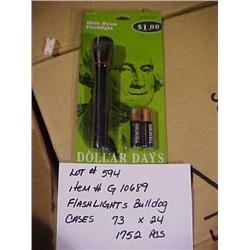 Wide Beam
Flashlight
$1.00
DOLLAR DAYS
LOT # 594
item # G 10689
FLASHLIGHTS Bulldog
CASES 73 x 24
1752 PCS